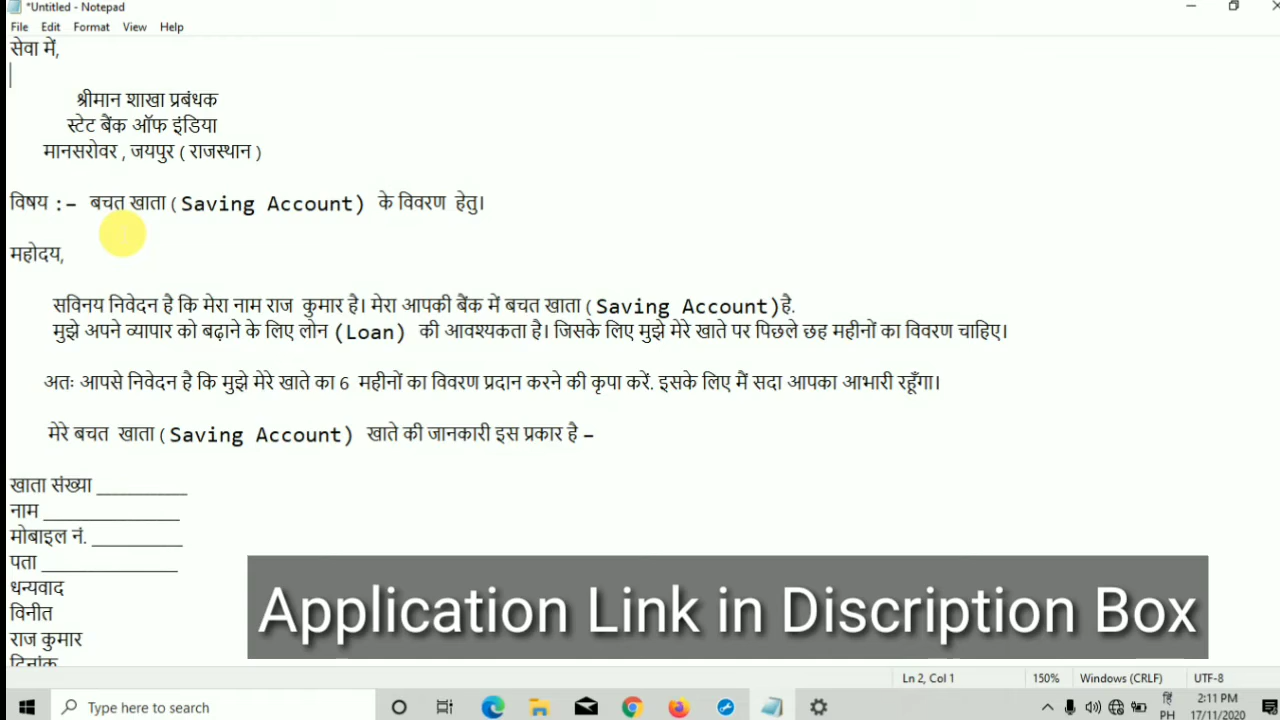 *Untitled - Notepad
File Edit Format View Help
सेवा में,
श्रीमान शाखा प्रबंधक
स्टेट बैंक ऑफ इंडिया
मानसरोवर , जयपुर ( राजस्थान )
विषय :– बचत खाता (Saving Account) के विवरण हेतु।
महोदय,
सविनय निवेदन है कि मेरा नाम राज कुमार है। मेरा आपकी बैंक में बचत खाता (Saving Account)है.
मुझे अपने व्यापार को बढ़ाने के लिए लोन (Loan) की आवश्यकता है। जिसके लिए मुझे मेरे खाते पर पिछले छह महीनों का विवरण चाहिए।
अतः आपसे निवेदन है कि मुझे मेरे खाते का 6 महीनों का विवरण प्रदान करने की कृपा करें. इसके लिए मैं सदा आपका आभारी रहूँगा।
मेरे बचत खाता (Saving Account) खाते की जानकारी इस प्रकार है –
खाता संख्या __________
नाम _______________
मोबाइल नं. __________
पता _______________
धन्यवाद
विनीत
राज कुमार
दिनांक
Application Link in Discription Box
Ln 2, Col 1 150% Windows (CRLF) UTF-8
Type here to search
हिं 2:11 PM
PH 17/11/2020